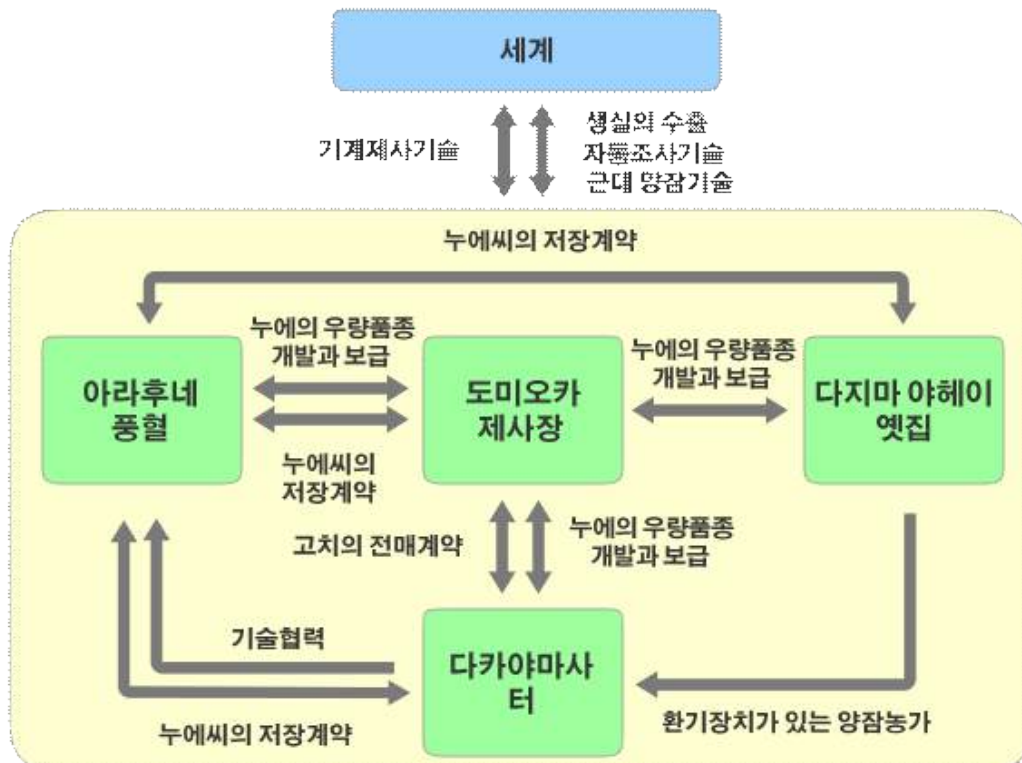 세계
기계제사기술
생실의 수출
자동조사기술
근대 양잠기술
누에씨의 저장계약
누에의 우량품종
개발과 보급
누에의 우량품종
개발과 보급
아라후네
풍혈
도미오카
제사장
다지마 야헤이
옛집
누에씨의
저장계약
고치의 전매계약
누에의 우량품종
개발과 보급
기술협력
다카야마사
터
누에씨의 저장계약
환기장치가 있는 양잠농가